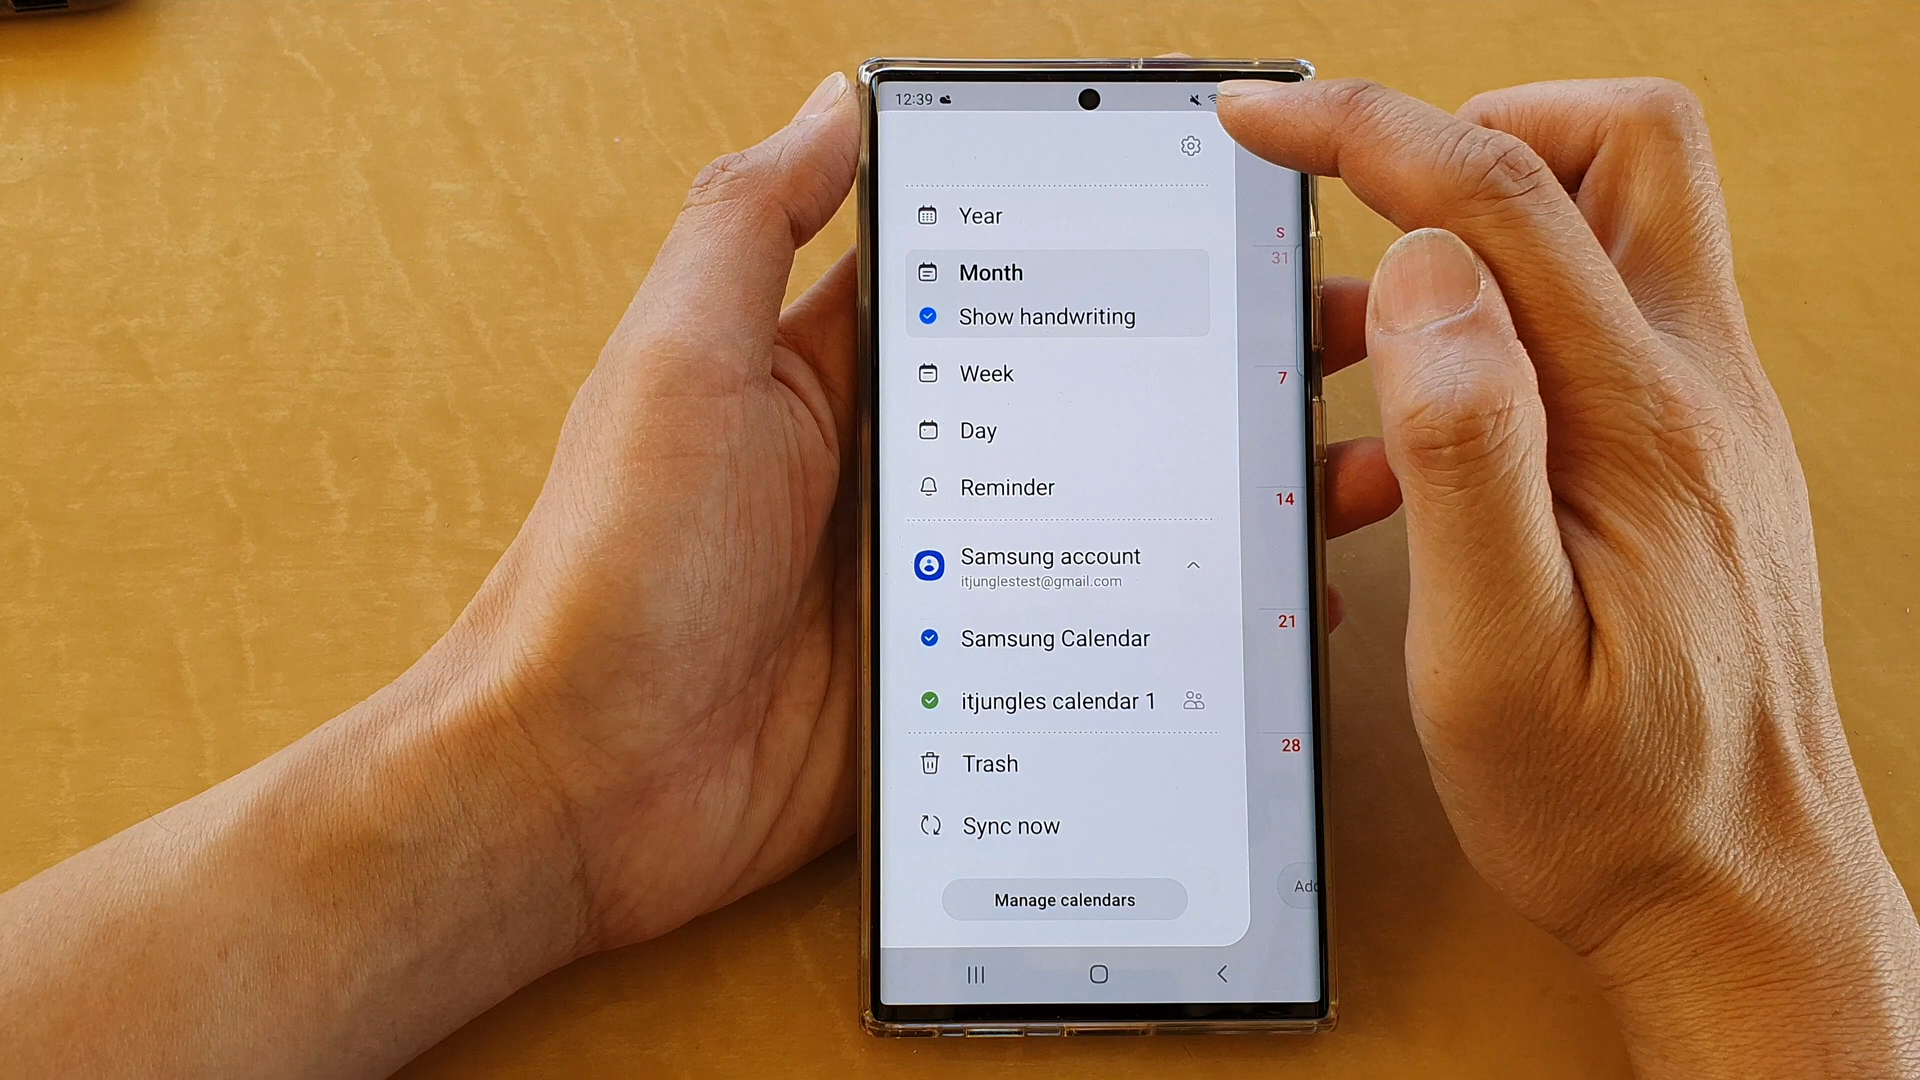 12:39
Year
Month
Show handwriting
Week
Day
Reminder
Samsung account
itjunglestest@gmail.com
Samsung Calendar
itjungles calendar 1
Trash
Sync now
Manage calendars
S
31
7
14
21
28
Add